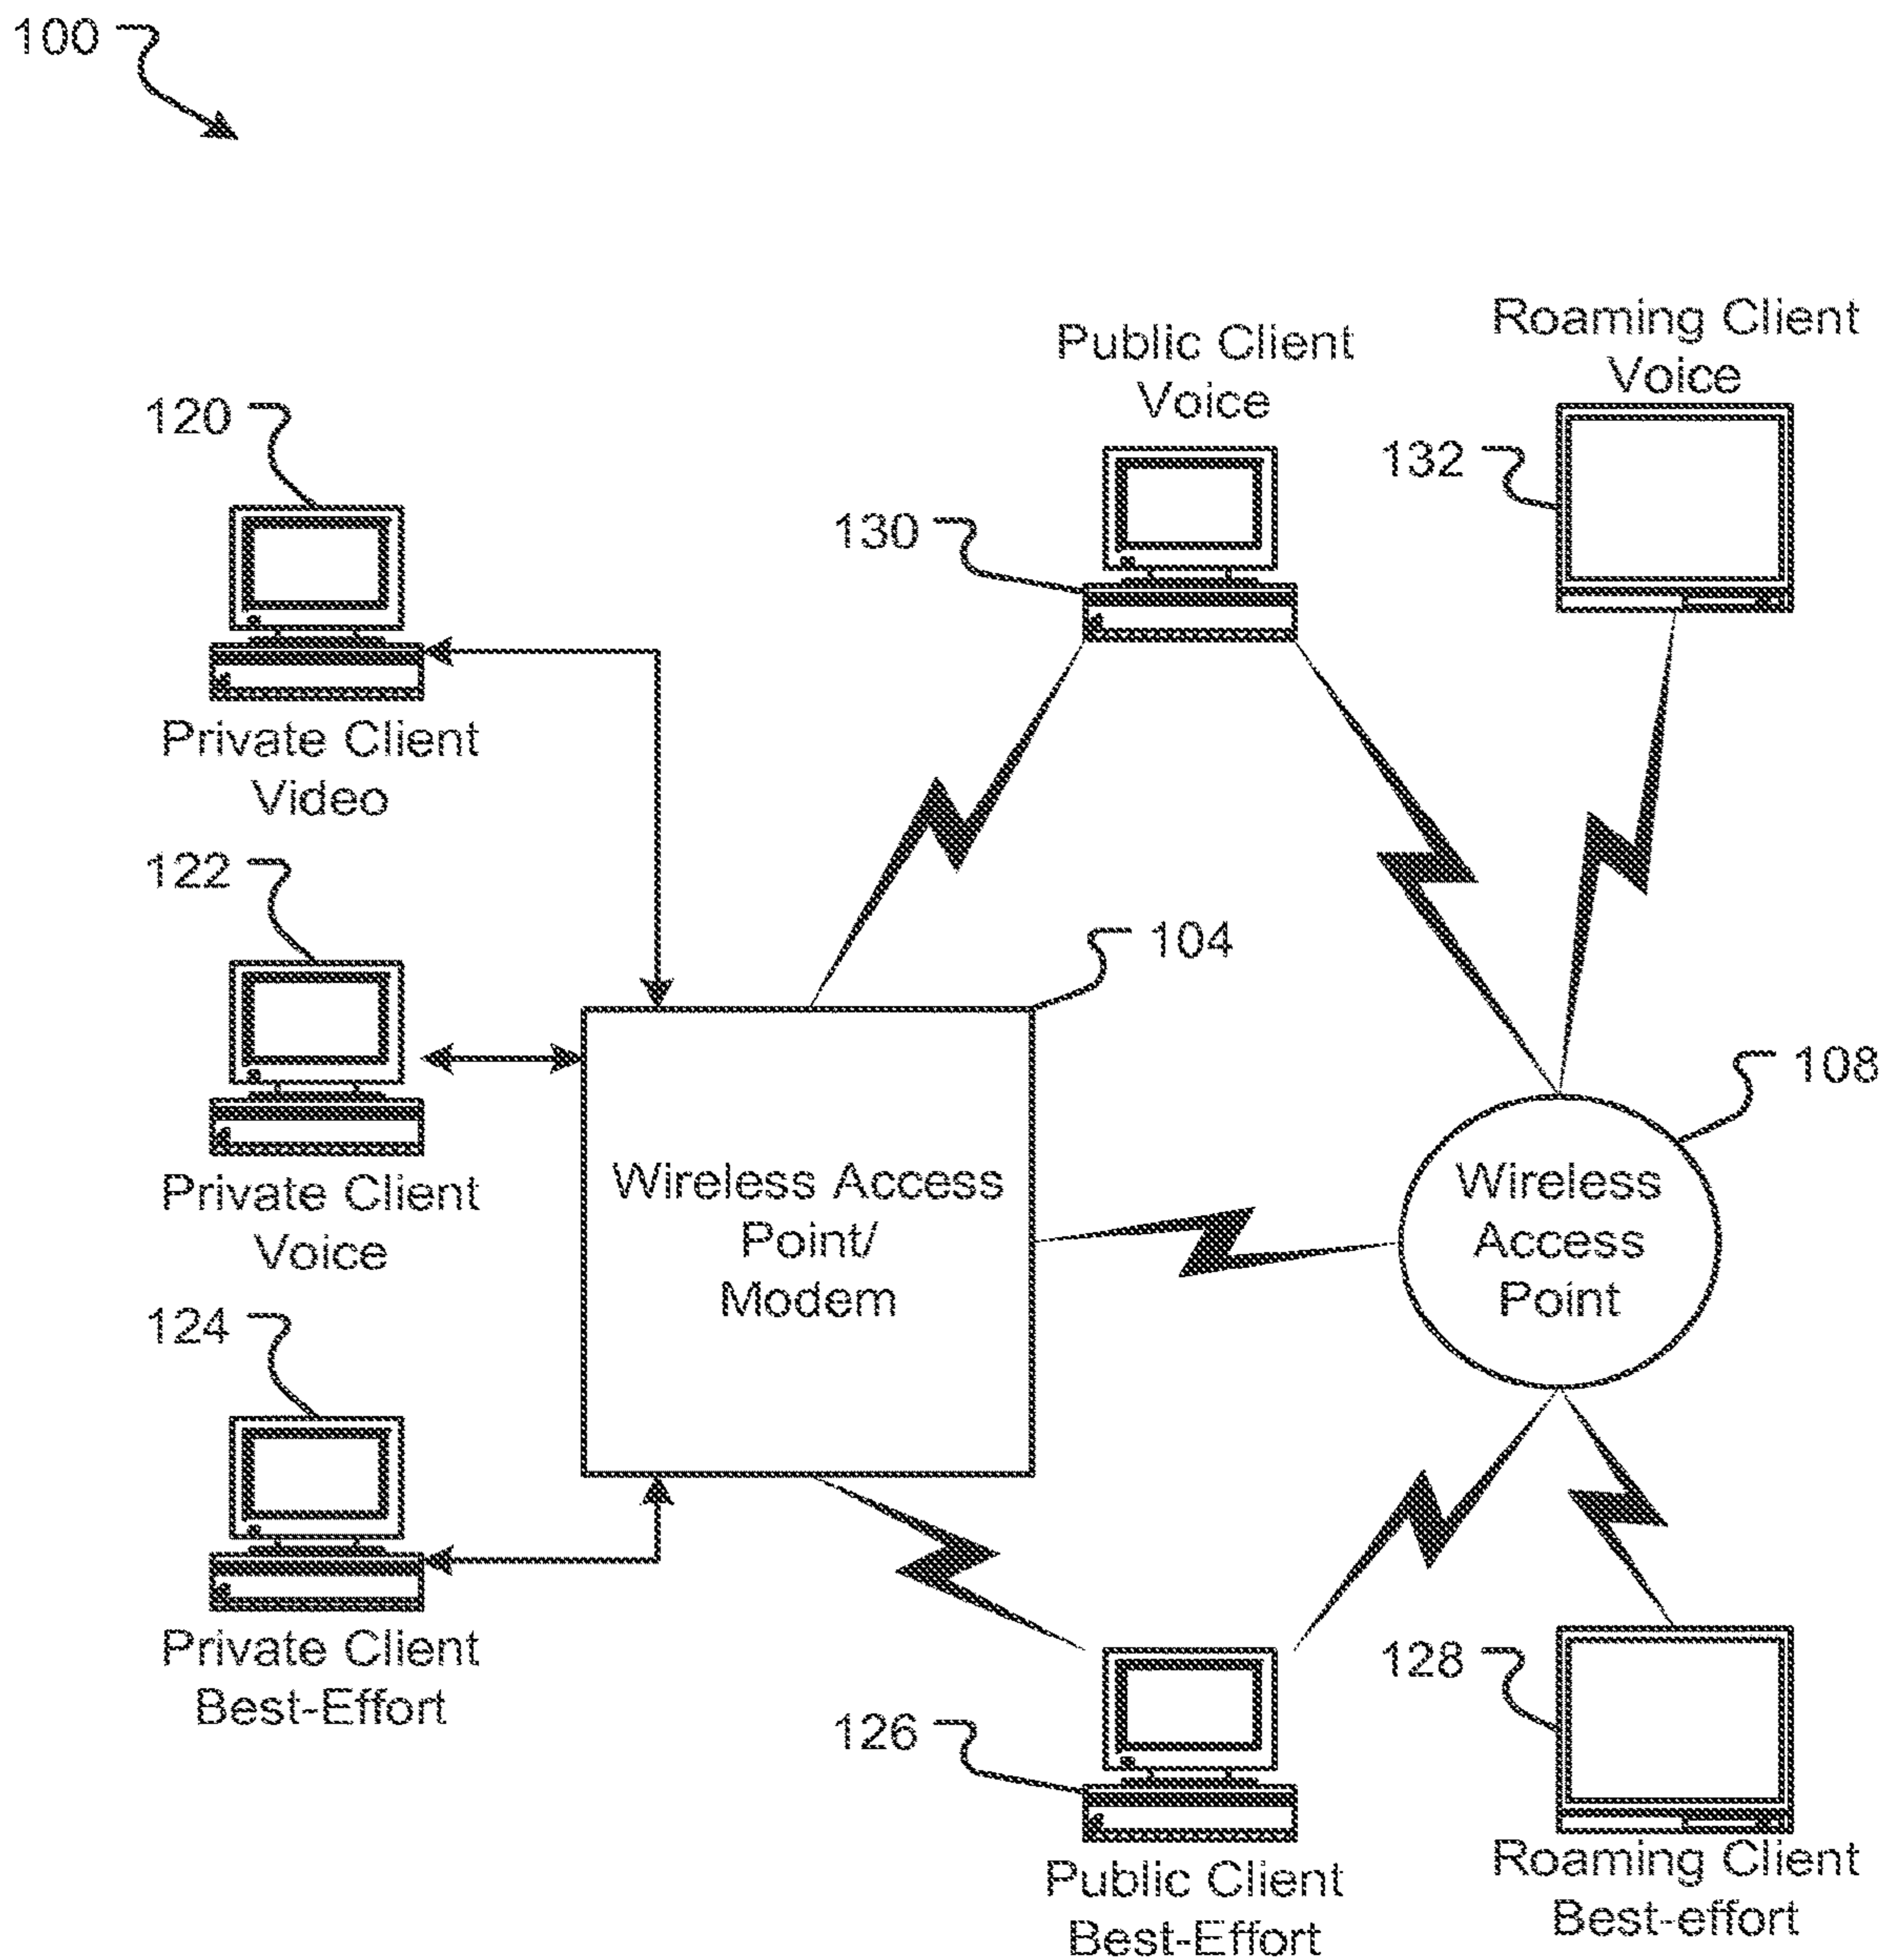 100
Public Client
Voice
Roaming Client
Voice
120
132
130
Private Client
Video
122
104
108
Private Client
Voice
Wireless Access
Point/
Modem
Wireless
Access
Point
124
Private Client
Best-Effort
126
128
Public Client
Best-Effort
Roaming Client
Best-effort